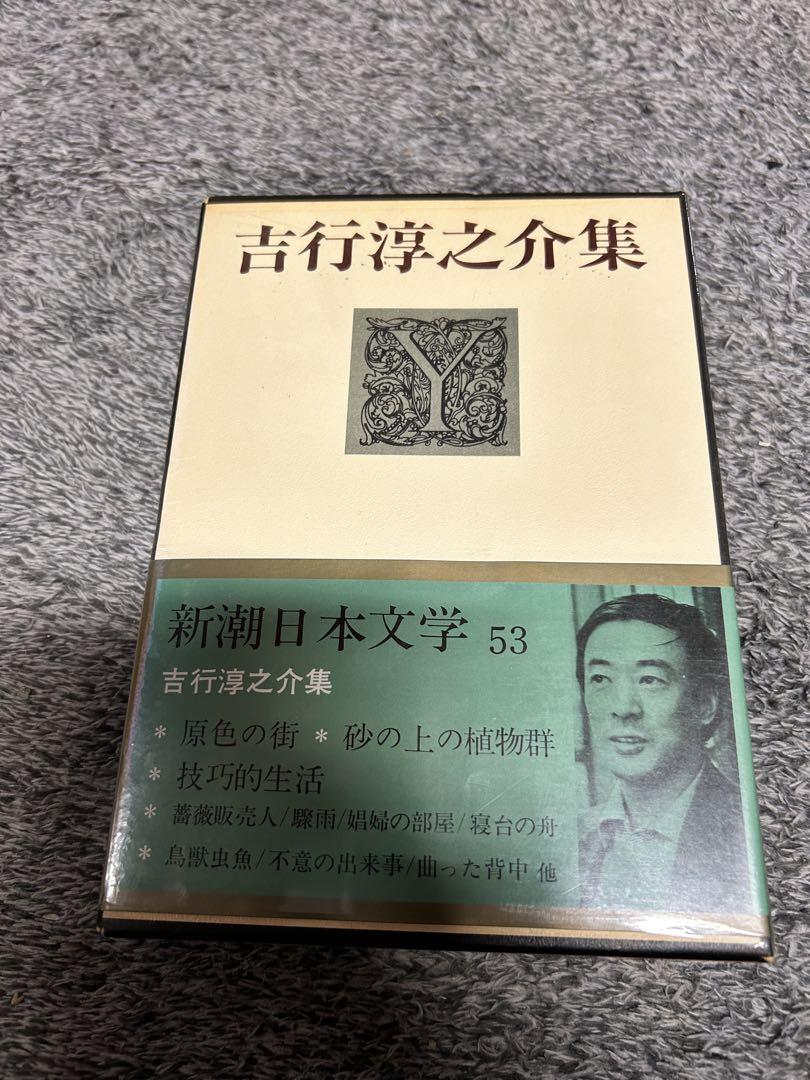 吉行淳之介集
Y
新潮日本文学 53
吉行淳之介集
* 原色の街 * 砂の上の植物群
* 技巧的生活
* 薔薇販売人/驟雨/娼婦の部屋/寝台の舟
* 鳥獣虫魚/不意の出来事/曲った背中 他